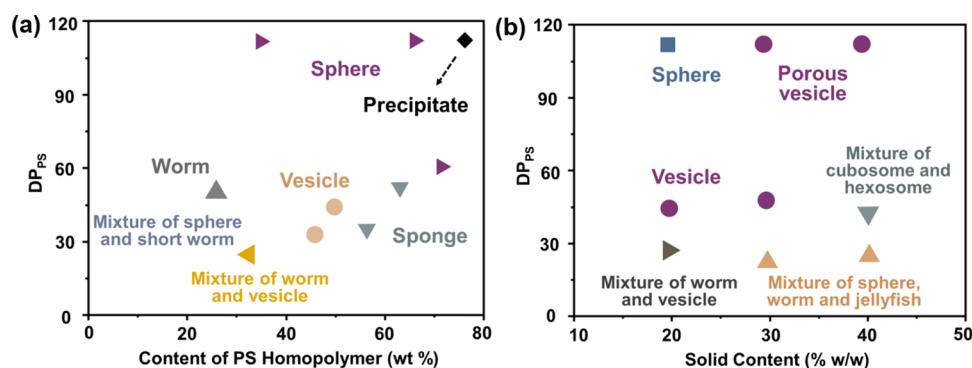 (a)
120
90
60
30
0
DPPS
Sphere
Precipitate
Worm
Vesicle
Mixture of sphere
and short worm
Sponge
Mixture of worm
and vesicle
0 20 40 60 80
Content of PS Homopolymer (wt %)
(b)
120
90
60
30
0
DPPS
Sphere
Porous
vesicle
Mixture of
cubosome and
hexosome
Vesicle
Mixture of worm
and vesicle
Mixture of sphere,
worm and jellyfish
10 20 30 40 50
Solid Content (% w/w)